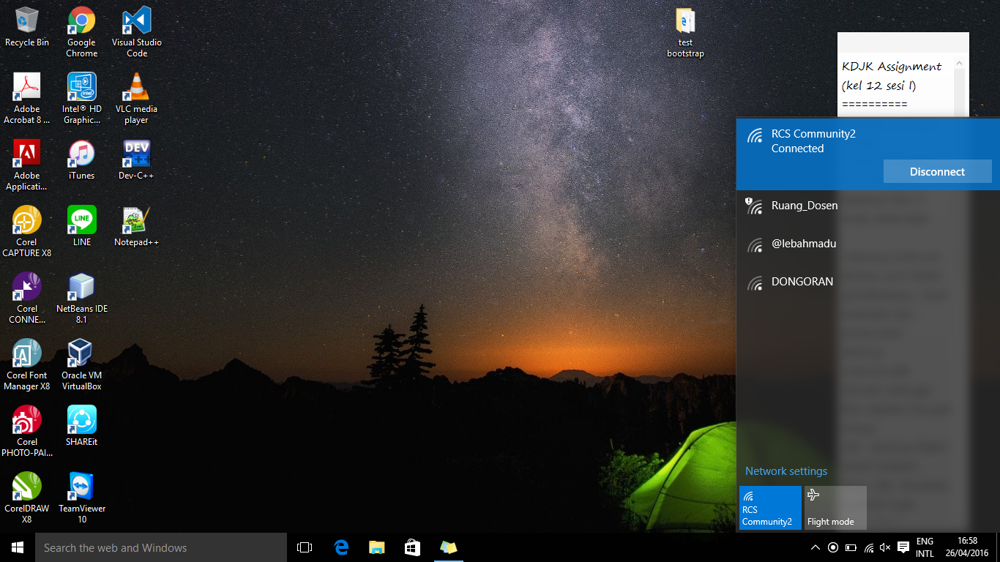 Recycle Bin
Google
Chrome
Visual Studio
Code
test
bootstrap
Adobe
Acrobat 8 ...
Intel® HD
Graphic...
VLC media
player
Adobe
Applicati...
iTunes
DEV
Dev-C++
Corel
CAPTURE X8
LINE
LINE
Notepad++
Corel
CONNE...
NetBeans IDE
8.1
Corel Font
Manager X8
Oracle VM
VirtualBox
Corel
PHOTO-PAI...
SHAREit
CorelDRAW
X8
TeamViewer
10
KDJK Assignment
(kel 12 sesi 1)
==========
RCS Community2
Connected
Disconnect
Ruang_Dosen
@lebahmadu
DONGORAN
Network settings
RCS
Community2
Flight mode
Search the web and Windows
ENG
INTL
16:58
26/04/2016